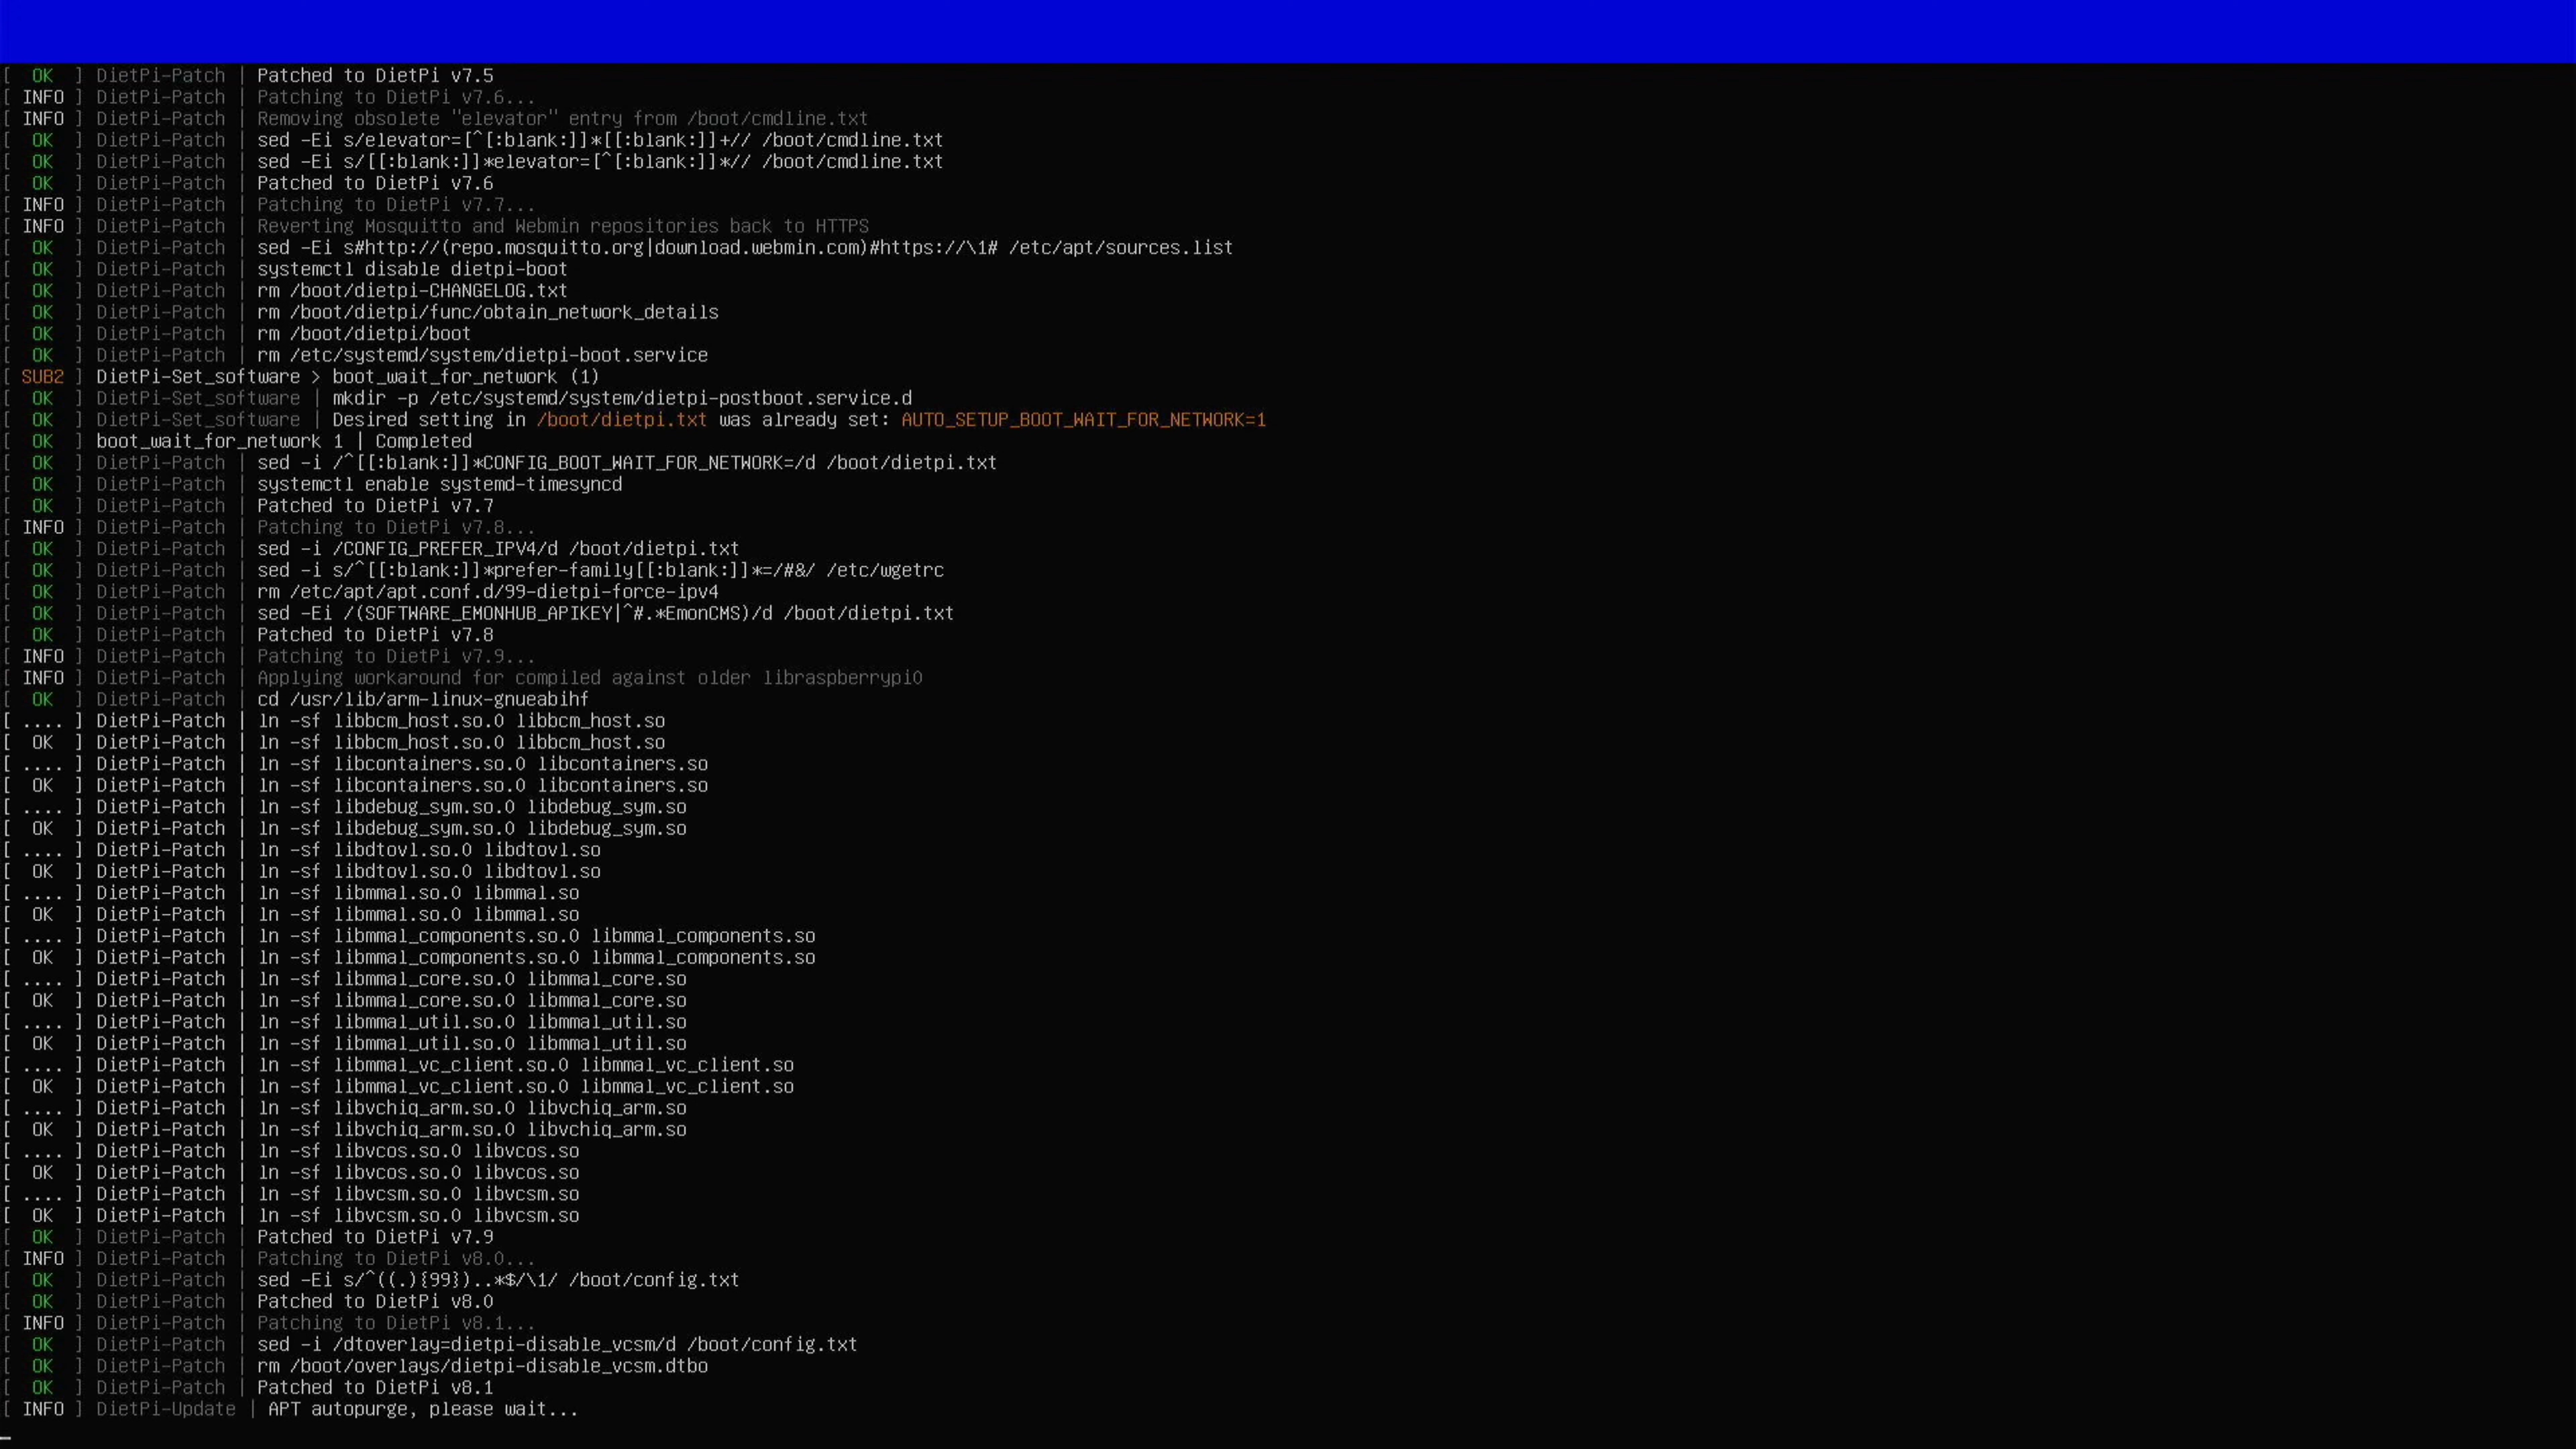 [  OK  ] DietPi-Patch | Patched to DietPi v7.5
[ INFO ] DietPi-Patch | Patching to DietPi v7.6...
[ INFO ] DietPi-Patch | Removing obsolete "elevator" entry from /boot/cmdline.txt
[  OK  ] DietPi-Patch | sed -Ei s/elevator=[^[:blank:]]*[[:blank:]]+// /boot/cmdline.txt
[  OK  ] DietPi-Patch | sed -Ei s/[[:blank:]]*elevator=[^[:blank:]]*// /boot/cmdline.txt
[  OK  ] DietPi-Patch | Patched to DietPi v7.6
[ INFO ] DietPi-Patch | Patching to DietPi v7.7...
[ INFO ] DietPi-Patch | Reverting Mosquitto and Webmin repositories back to HTTPS
[  OK  ] DietPi-Patch | sed -Ei s#http://(repo.mosquitto.org|download.webmin.com)#https://\1# /etc/apt/sources.list
[  OK  ] DietPi-Patch | systemctl disable dietpi-boot
[  OK  ] DietPi-Patch | rm /boot/dietpi-CHANGELOG.txt
[  OK  ] DietPi-Patch | rm /boot/dietpi/func/obtain_network_details
[  OK  ] DietPi-Patch | rm /boot/dietpi/boot
[  OK  ] DietPi-Patch | rm /etc/systemd/system/dietpi-boot.service
[ SUB2 ] DietPi-Set_software > boot_wait_for_network (1)
[  OK  ] DietPi-Set_software | mkdir -p /etc/systemd/system/dietpi-postboot.service.d
[  OK  ] DietPi-Set_software | Desired setting in /boot/dietpi.txt was already set: AUTO_SETUP_BOOT_WAIT_FOR_NETWORK=1
[  OK  ] boot_wait_for_network 1 | Completed
[  OK  ] DietPi-Patch | sed -i /^[[:blank:]]*CONFIG_BOOT_WAIT_FOR_NETWORK=/d /boot/dietpi.txt
[  OK  ] DietPi-Patch | systemctl enable systemd-timesyncd
[  OK  ] DietPi-Patch | Patched to DietPi v7.7
[ INFO ] DietPi-Patch | Patching to DietPi v7.8...
[  OK  ] DietPi-Patch | sed -i /CONFIG_PREFER_IPV4/d /boot/dietpi.txt
[  OK  ] DietPi-Patch | sed -i s/^[[:blank:]]*prefer-family[[:blank:]]*=/#&/ /etc/wgetrc
[  OK  ] DietPi-Patch | rm /etc/apt/apt.conf.d/99-dietpi-force-ipv4
[  OK  ] DietPi-Patch | sed -Ei /(SOFTWARE_EMONHUB_APIKEY|^#.*EmonCMS)/d /boot/dietpi.txt
[  OK  ] DietPi-Patch | Patched to DietPi v7.8
[ INFO ] DietPi-Patch | Patching to DietPi v7.9...
[ INFO ] DietPi-Patch | Applying workaround for compiled against older libraspberrypi0
[  OK  ] DietPi-Patch | cd /usr/lib/arm-linux-gnueabihf
[ .... ] DietPi-Patch | ln -sf libbcm_host.so.0 libbcm_host.so
[  OK  ] DietPi-Patch | ln -sf libbcm_host.so.0 libbcm_host.so
[ .... ] DietPi-Patch | ln -sf libcontainers.so.0 libcontainers.so
[  OK  ] DietPi-Patch | ln -sf libcontainers.so.0 libcontainers.so
[ .... ] DietPi-Patch | ln -sf libdebug_sym.so.0 libdebug_sym.so
[  OK  ] DietPi-Patch | ln -sf libdebug_sym.so.0 libdebug_sym.so
[ .... ] DietPi-Patch | ln -sf libdtovl.so.0 libdtovl.so
[  OK  ] DietPi-Patch | ln -sf libdtovl.so.0 libdtovl.so
[ .... ] DietPi-Patch | ln -sf libmmal.so.0 libmmal.so
[  OK  ] DietPi-Patch | ln -sf libmmal.so.0 libmmal.so
[ .... ] DietPi-Patch | ln -sf libmmal_components.so.0 libmmal_components.so
[  OK  ] DietPi-Patch | ln -sf libmmal_components.so.0 libmmal_components.so
[ .... ] DietPi-Patch | ln -sf libmmal_core.so.0 libmmal_core.so
[  OK  ] DietPi-Patch | ln -sf libmmal_core.so.0 libmmal_core.so
[ .... ] DietPi-Patch | ln -sf libmmal_util.so.0 libmmal_util.so
[  OK  ] DietPi-Patch | ln -sf libmmal_util.so.0 libmmal_util.so
[ .... ] DietPi-Patch | ln -sf libmmal_vc_client.so.0 libmmal_vc_client.so
[  OK  ] DietPi-Patch | ln -sf libmmal_vc_client.so.0 libmmal_vc_client.so
[ .... ] DietPi-Patch | ln -sf libvchiq_arm.so.0 libvchiq_arm.so
[  OK  ] DietPi-Patch | ln -sf libvchiq_arm.so.0 libvchiq_arm.so
[ .... ] DietPi-Patch | ln -sf libvcos.so.0 libvcos.so
[  OK  ] DietPi-Patch | ln -sf libvcos.so.0 libvcos.so
[ .... ] DietPi-Patch | ln -sf libvcsm.so.0 libvcsm.so
[  OK  ] DietPi-Patch | ln -sf libvcsm.so.0 libvcsm.so
[  OK  ] DietPi-Patch | Patched to DietPi v7.9
[ INFO ] DietPi-Patch | Patching to DietPi v8.0...
[  OK  ] DietPi-Patch | sed -Ei s/^((.){99})..*$/\1/ /boot/config.txt
[  OK  ] DietPi-Patch | Patched to DietPi v8.0
[ INFO ] DietPi-Patch | Patching to DietPi v8.1...
[  OK  ] DietPi-Patch | sed -i /dtoverlay=dietpi-disable_vcsm/d /boot/config.txt
[  OK  ] DietPi-Patch | rm /boot/overlays/dietpi-disable_vcsm.dtbo
[  OK  ] DietPi-Patch | Patched to DietPi v8.1
[ INFO ] DietPi-Update | APT autopurge, please wait...